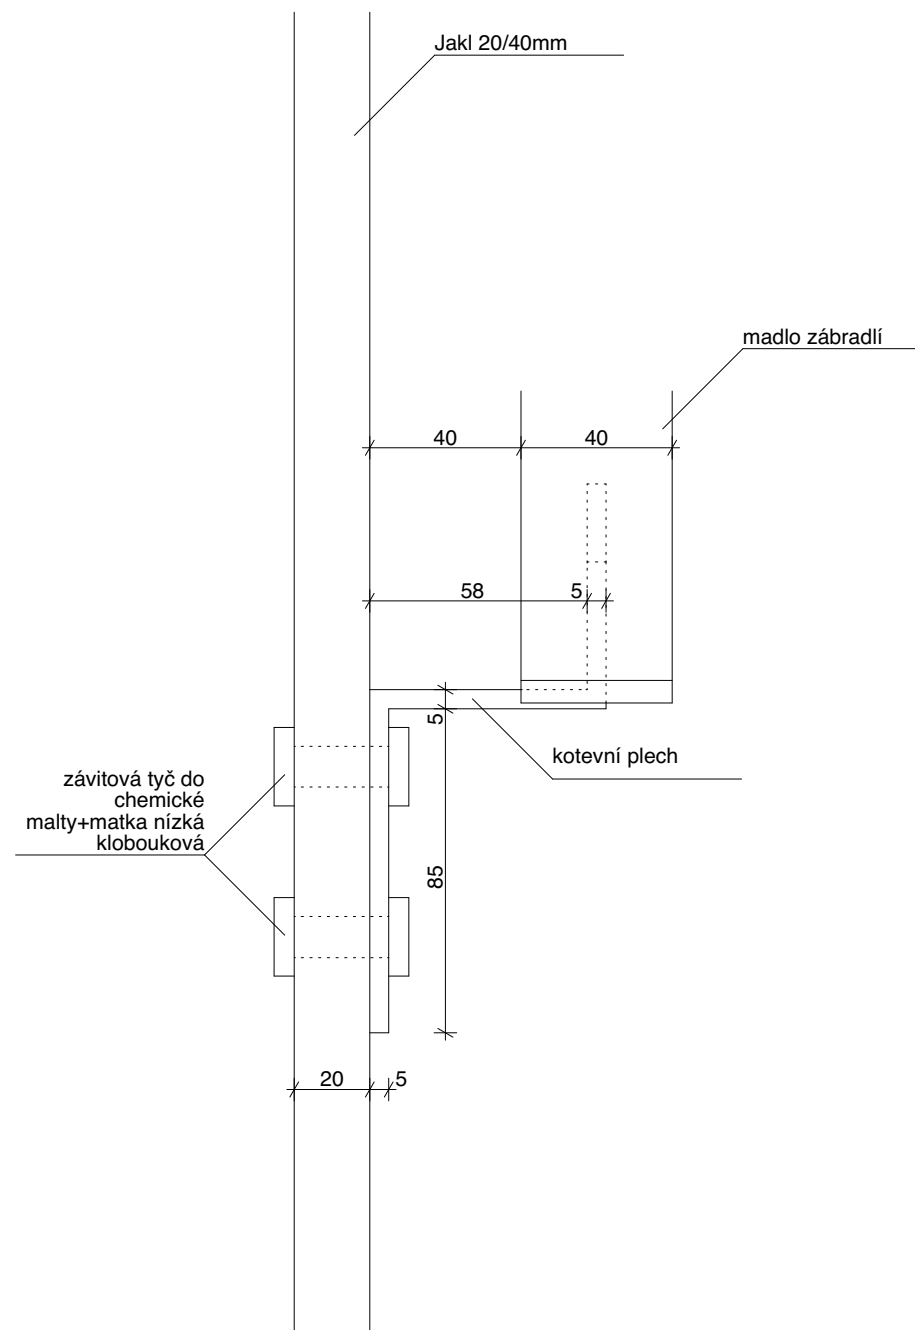 Jakl 20/40mm
madlo zábradlí
40
40
58
5
5
kotevní plech
závitová tyč do
chemické
malty+matka nízká
klobouková
85
20
5